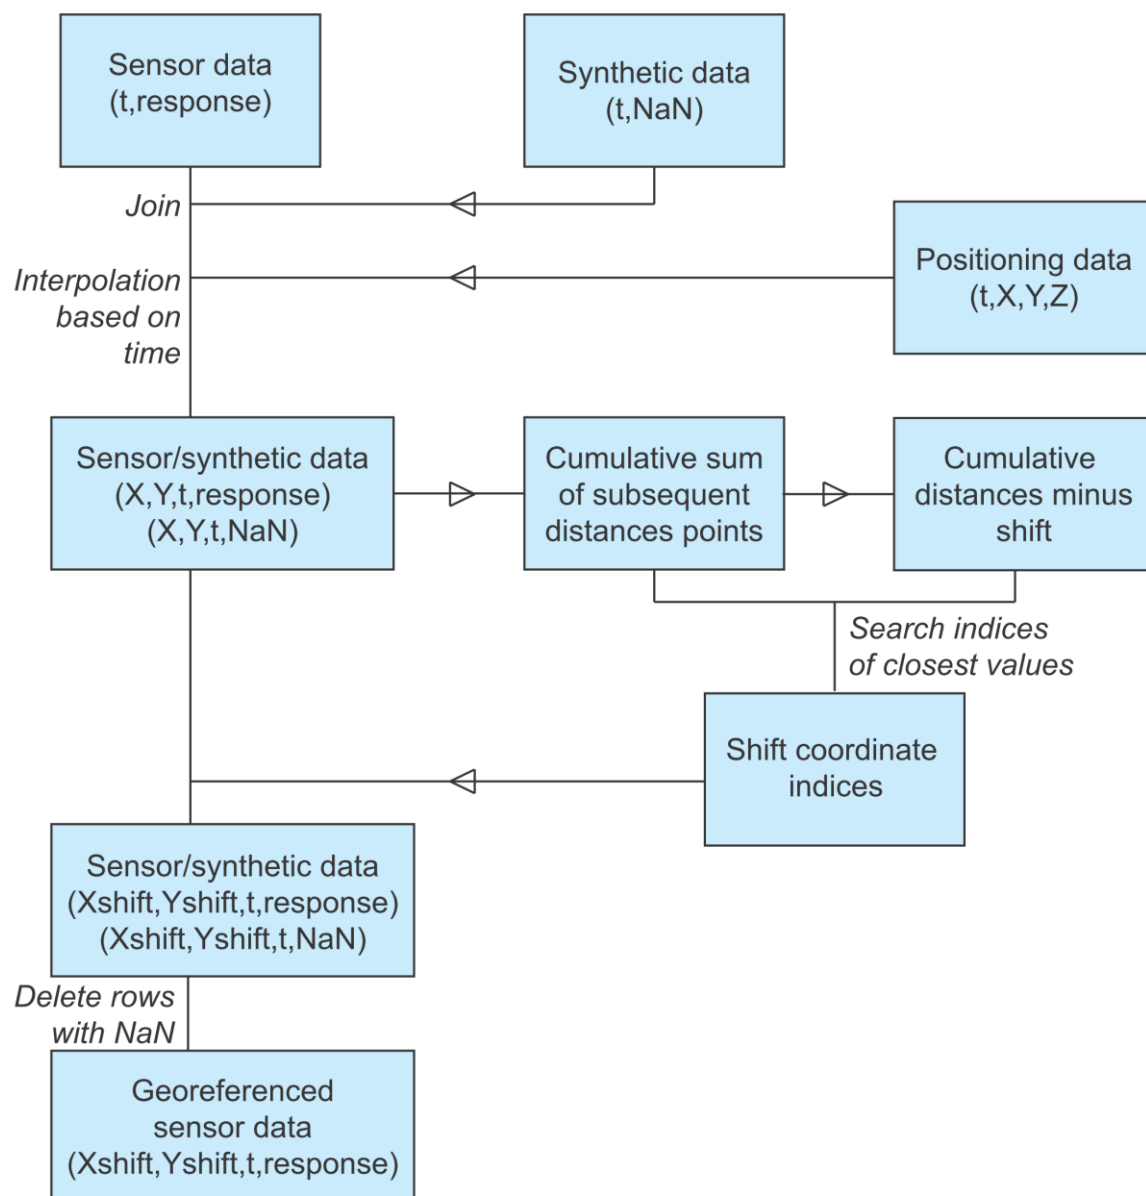 Sensor data
(t,response)
Synthetic data
(t,NaN)
Join
Positioning data
(t,X,Y,Z)
Interpolation
based on
time
Sensor/synthetic data
(X,Y,t,response)
(X,Y,t,NaN)
Cumulative sum
of subsequent
distances points
Cumulative
distances minus
shift
Search indices
of closest values
Shift coordinate
indices
Sensor/synthetic data
(Xshift,Yshift,t,response)
(Xshift,Yshift,t,NaN)
Delete rows
with NaN
Georeferenced
sensor data
(Xshift,Yshift,t,response)